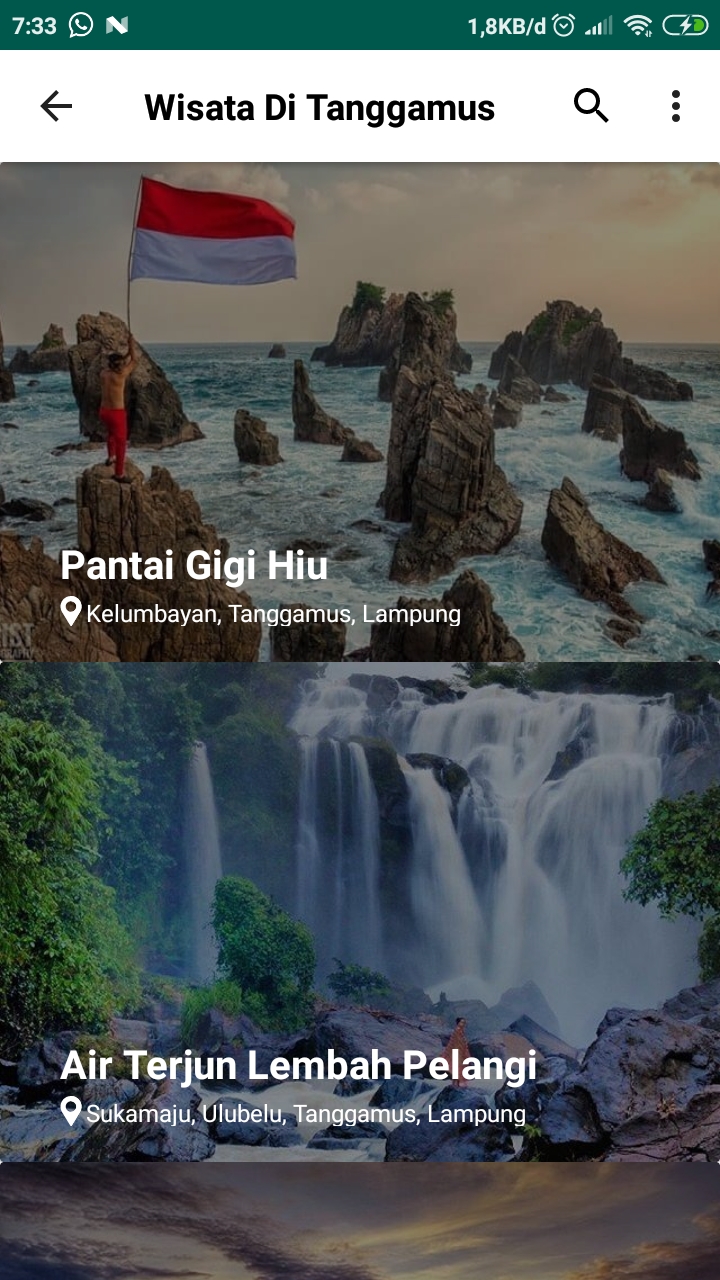 7:33 1,8KB/d
Wisata Di Tanggamus
Pantai Gigi Hiu
Kelumbayan, Tanggamus, Lampung
Air Terjun Lembah Pelangi
Sukamaju, Ulubelu, Tanggamus, Lampung